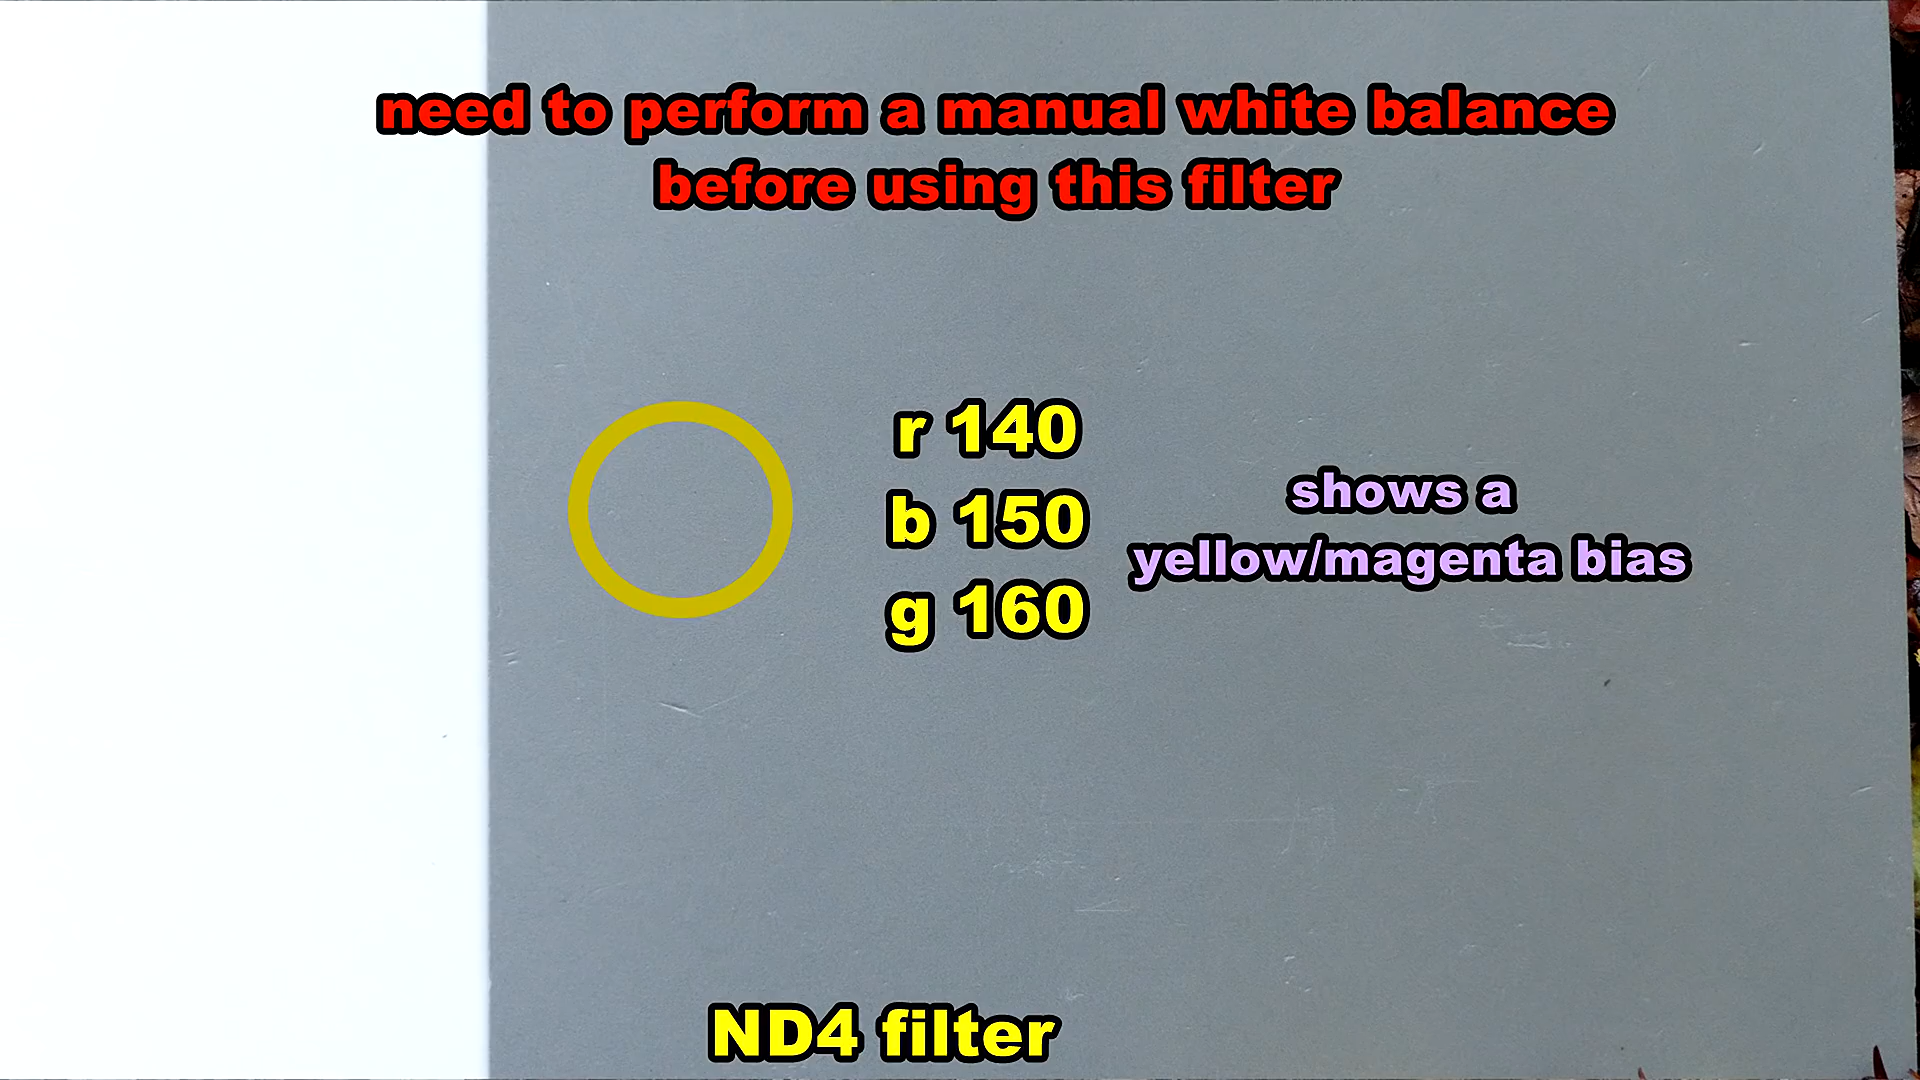 need to perform a manual white balance
before using this filter
r 140
b 150
g 160
shows a
yellow/magenta bias
ND4 filter